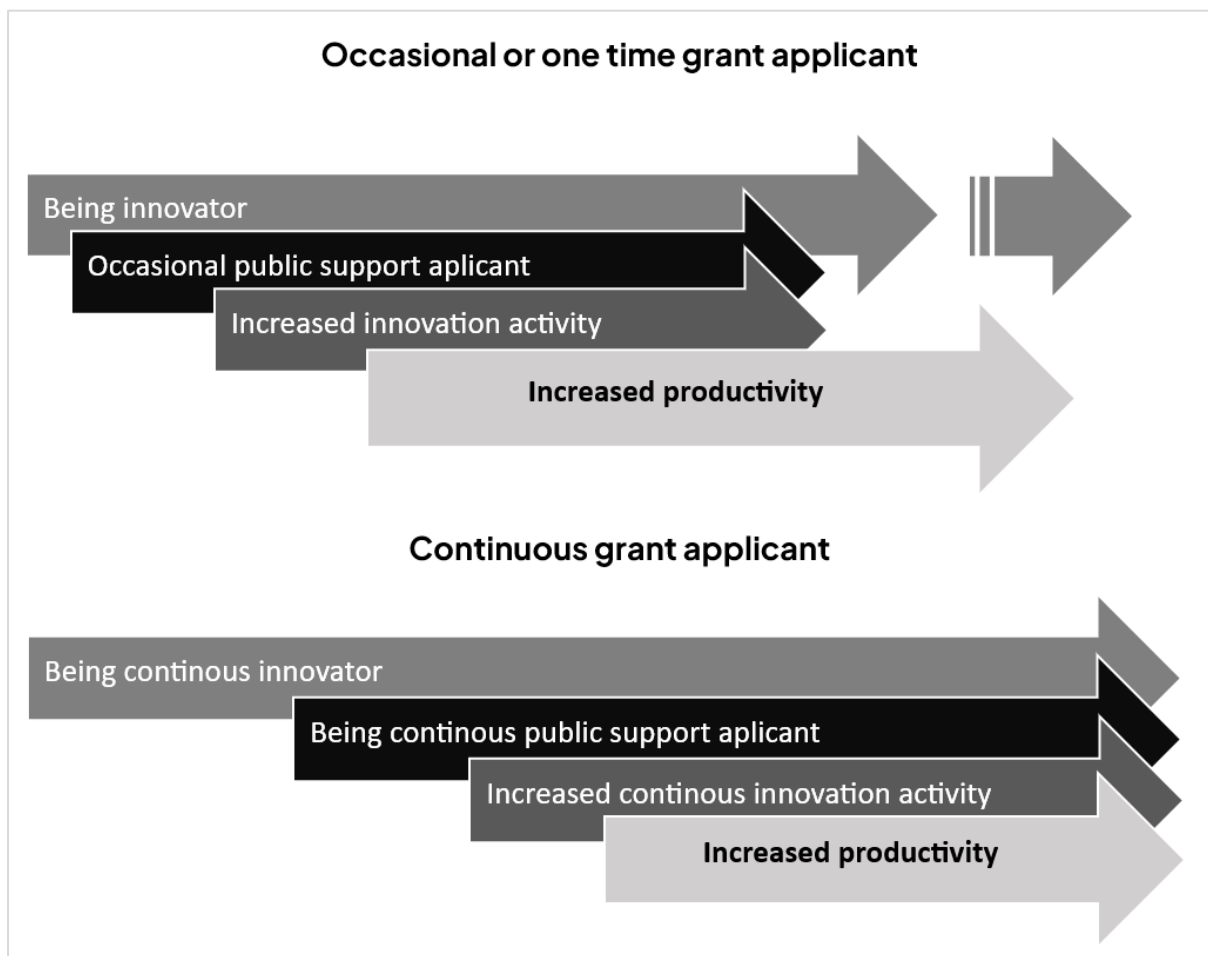 Occasional or one time grant applicant
Being innovator
Occasional public support aplicant
Increased innovation activity
Increased productivity
Continuous grant applicant
Being continous innovator
Being continous public support aplicant
Increased continous innovation activity
Increased productivity